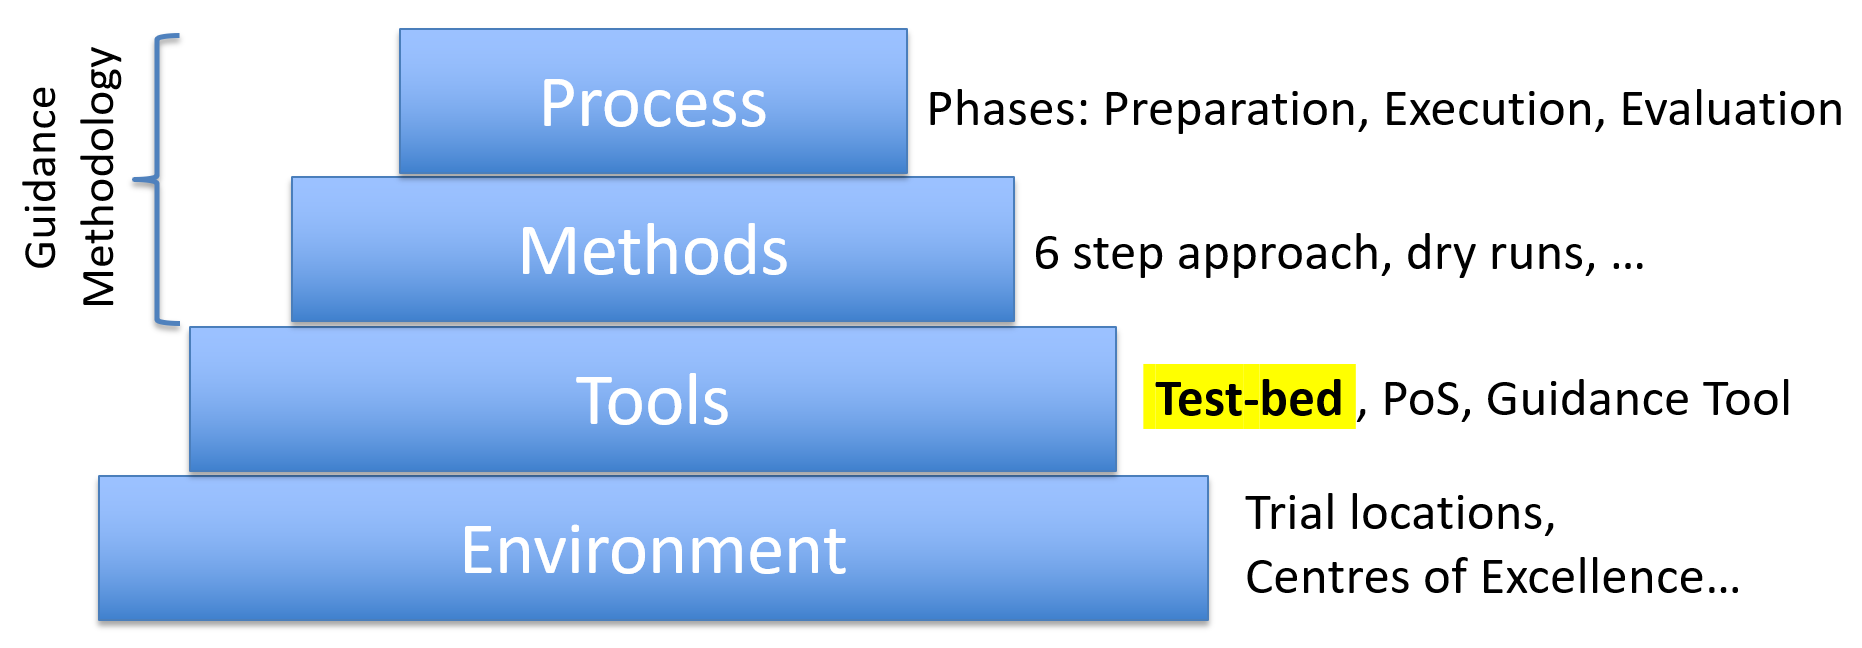 Guidance
Methodology
Process
Phases: Preparation, Execution, Evaluation
Methods
6 step approach, dry runs, …
Tools
Test-bed, PoS, Guidance Tool
Environment
Trial locations,
Centres of Excellence…